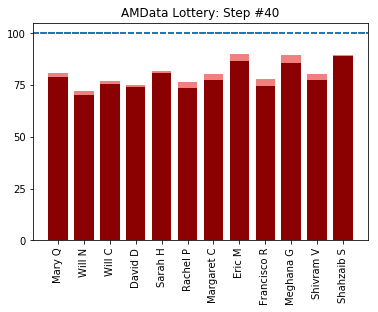 AMData Lottery: Step #40
100
75
50
25
0
Mary Q
Will N
Will C
David D
Sarah H
Rachel P
Margaret C
Eric M
Francisco R
Meghana G
Shivram V
Shahzaib S